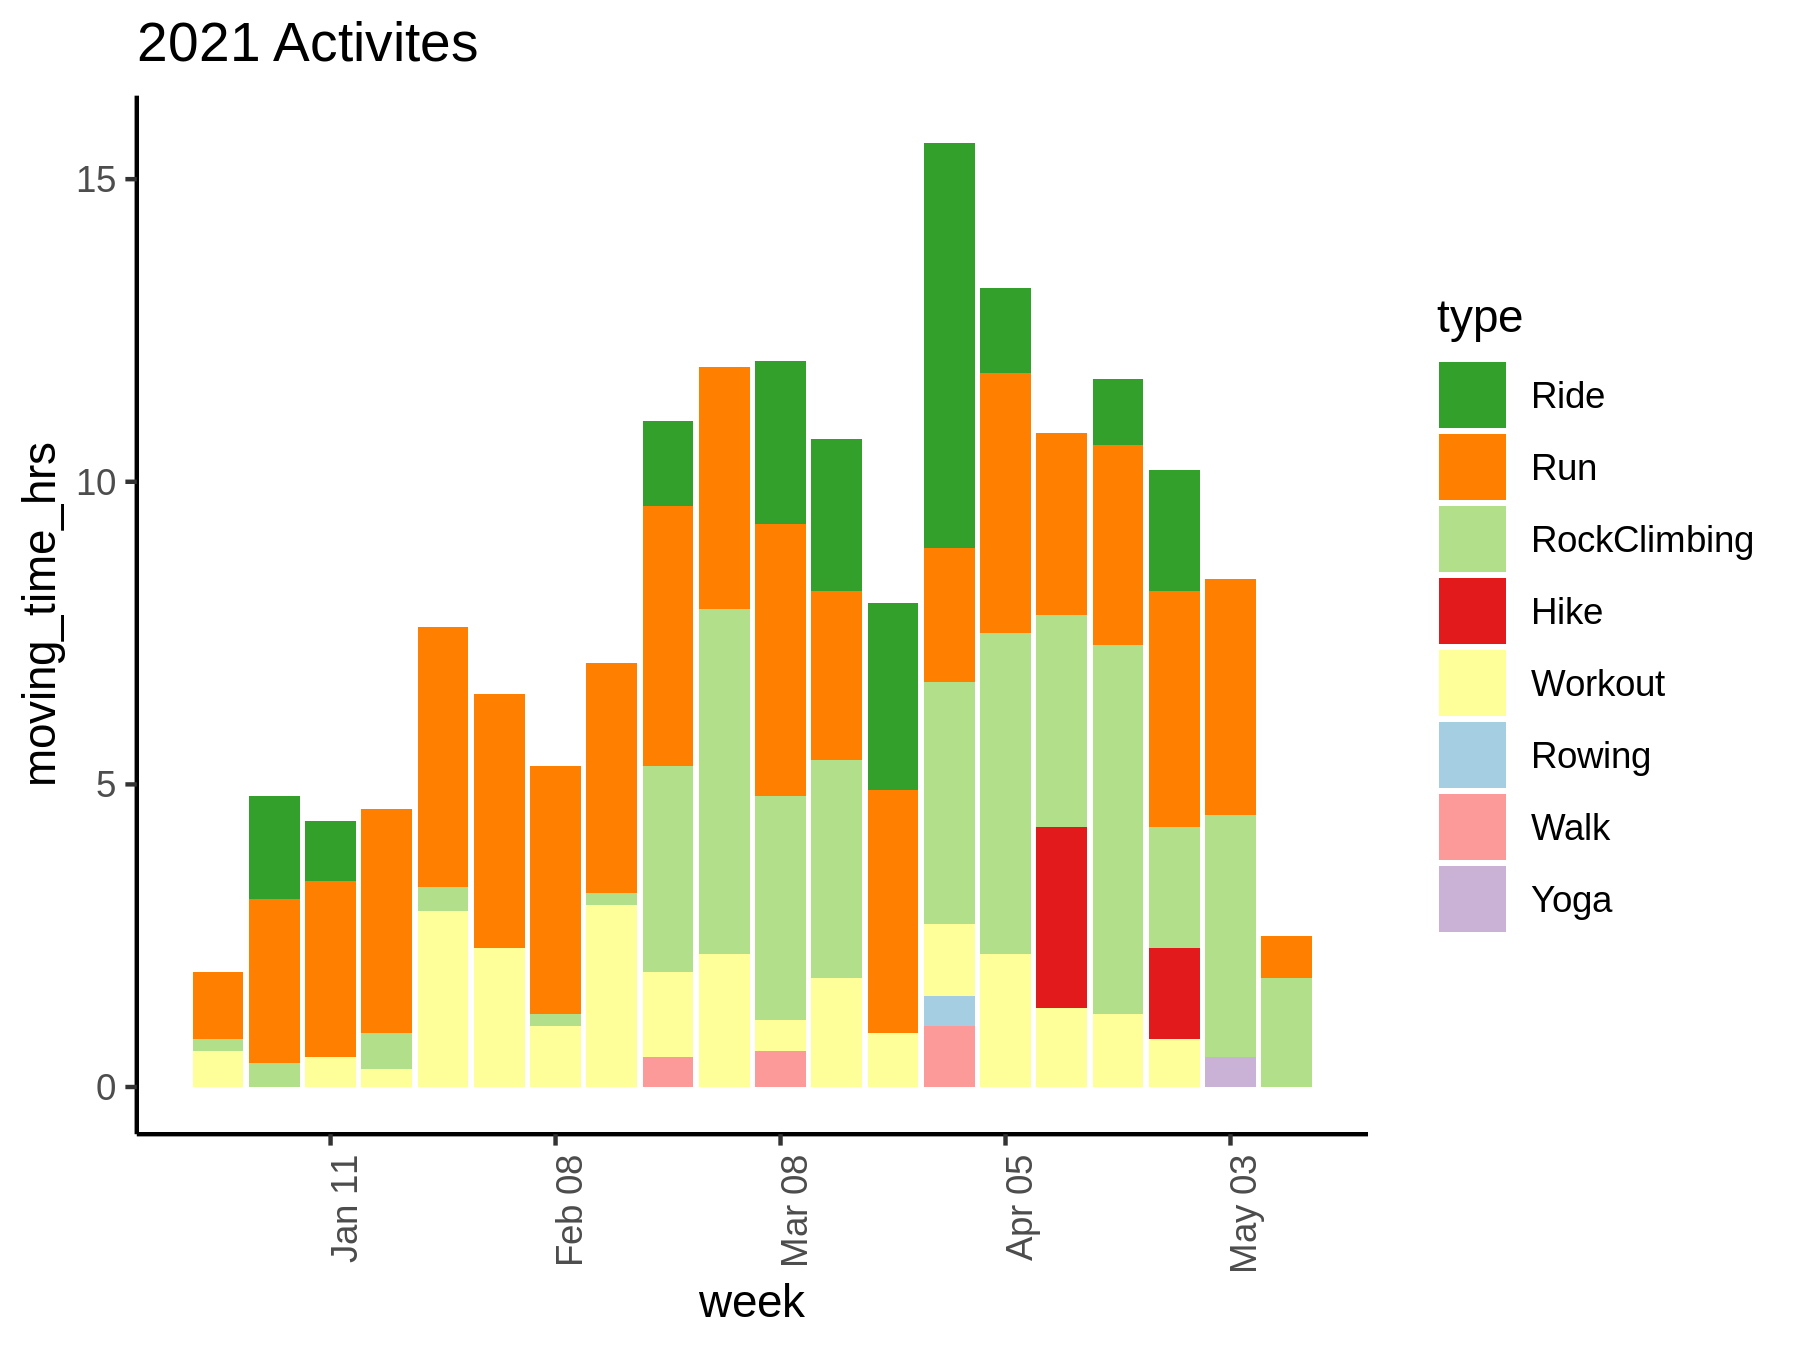 2021 Activites
moving_time_hrs
15
10
5
0
Jan 11
Feb 08
Mar 08
Apr 05
May 03
week
type
Ride
Run
RockClimbing
Hike
Workout
Rowing
Walk
Yoga